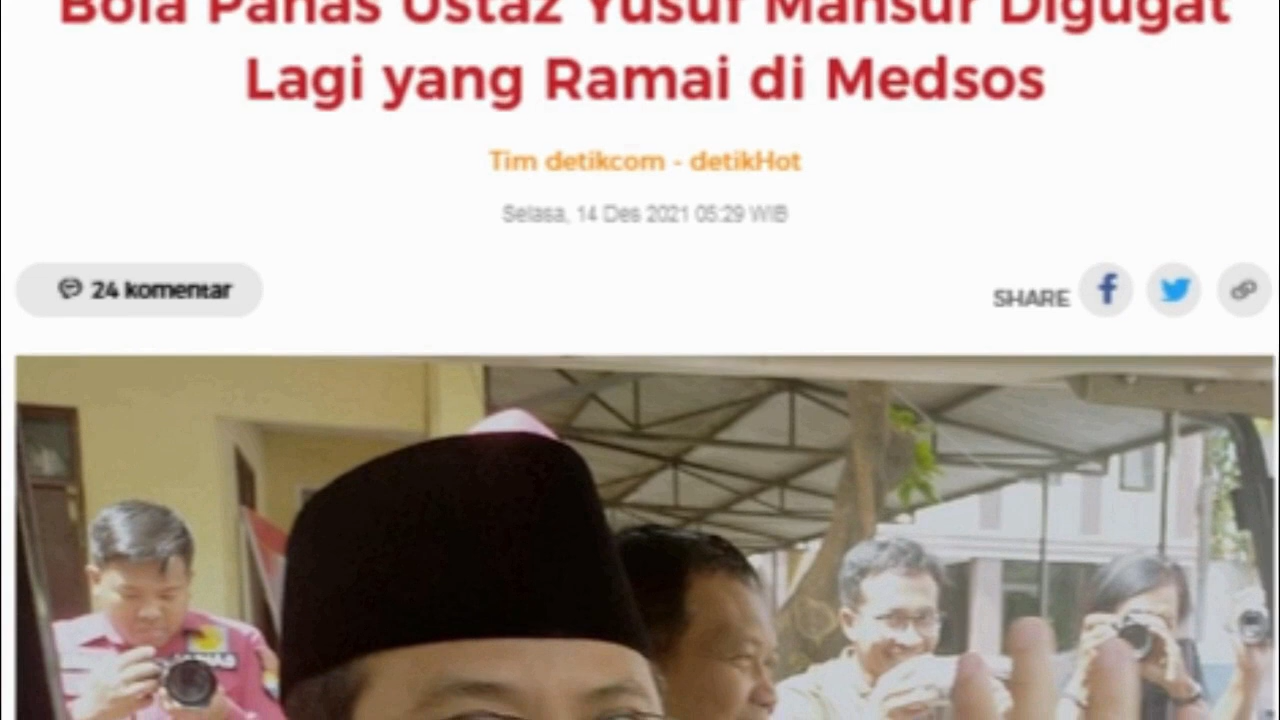 Bola Panas Ustaz Yusuf Mansur Digugat
Lagi yang Ramai di Medsos
Tim detikcom - detikHot
Selasa, 14 Des 2021 05:29 WIB
24 komentar
SHARE